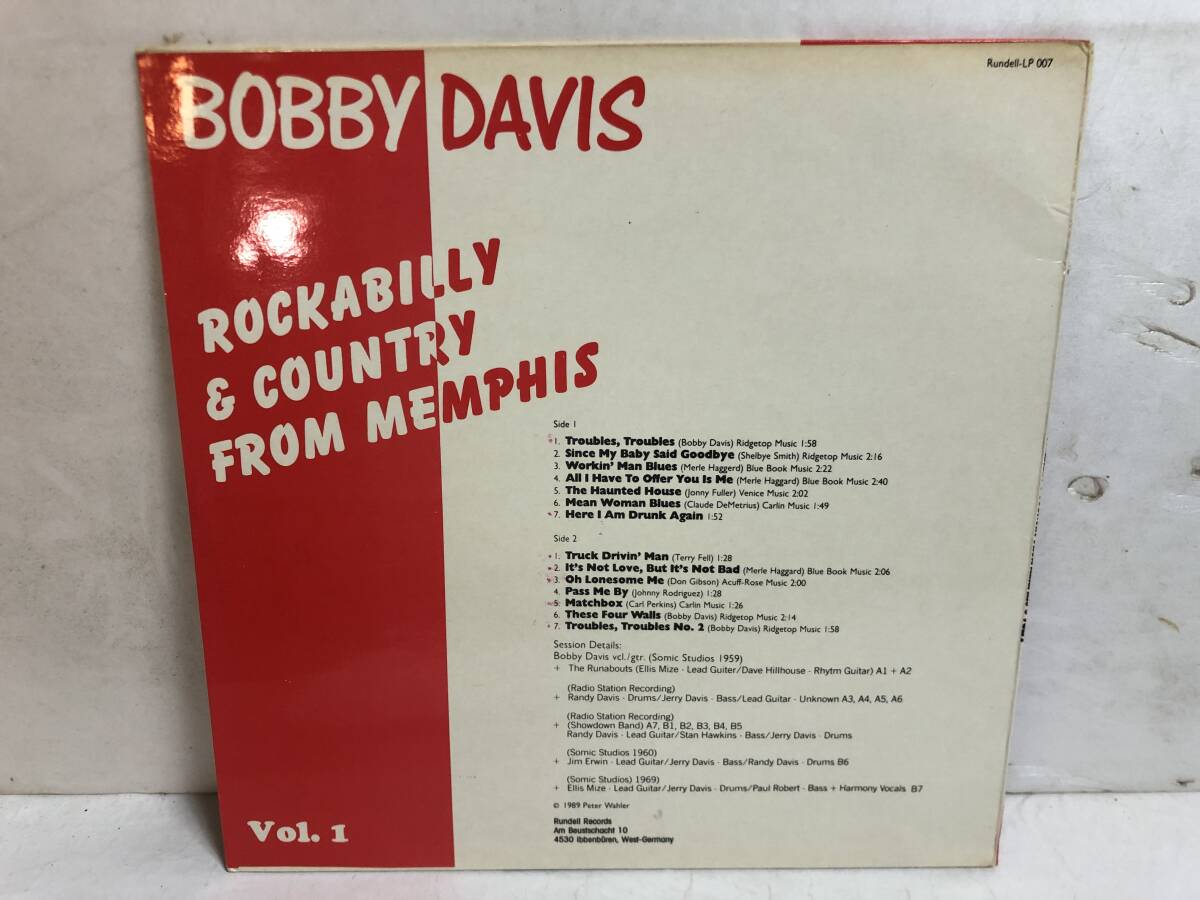 Rundell-LP 007
BOBBY DAVIS
ROCKABILLY
& COUNTRY
FROM MEMPHIS
Side 1
1. Troubles, Troubles (Bobby Davis) Ridgetop Music 1:58
2. Since My Baby Said Goodbye (Shelbye Smith) Ridgetop Music 2:16
3. Workin' Man Blues (Merle Haggerd) Blue Book Music 2:22
4. All I Have To Offer You Is Me (Merle Haggard) Blue Book Music 2:40
5. The Haunted House (Jonny Fuller) Venice Music 2:02
6. Mean Woman Blues (Claude DeMetrius) Carlin Music 1:49
7. Here I Am Drunk Again 1:52
Side 2
1. Truck Drivin' Man (Terry Fell) 1:28
2. It's Not Love, But It's Not Bad (Merle Haggard) Blue Book Music 2:06
3. Oh Lonesome Me (Don Gibson) Acuff-Rose Music 2:00
4. Pass Me By (Johnny Rodriguez) 1:28
5. Matchbox (Carl Perkins) Carlin Music 1:26
6. These Four Walls (Bobby Davis) Ridgetop Music 2:14
7. Troubles, Troubles No. 2 (Bobby Davis) Ridgetop Music 1:58
Session Details:
Bobby Davis vcl./gtr. (Somic Studios 1959)
+ The Runabouts (Ellis Mize · Lead Guiter/Dave Hillhouse · Rhytm Guitar) A1 + A2
(Radio Station Recording)
+ Randy Davis · Drums/Jerry Davis · Bass/Lead Guitar · Unknown A3, A4, A5, A6
(Radio Station Recording)
+ (Showdown Band) A7, B1, B2, B3, B4, B5
Randy Davis · Lead Guitar/Stan Hawkins · Bass/Jerry Davis · Drums
(Somic Studios 1960)
+ Jim Erwin · Lead Guitar/Jerry Davis · Bass/Randy Davis · Drums B6
(Somic Studios) 1969)
+ Ellis Mize · Lead Guitar/Jerry Davis · Drums/Paul Robert · Bass + Harmony Vocals B7
© 1989 Peter Wahler
Rundell Records
Am Beustschacht 10
4530 Ibbenbüren, West-Germany
Vol. 1